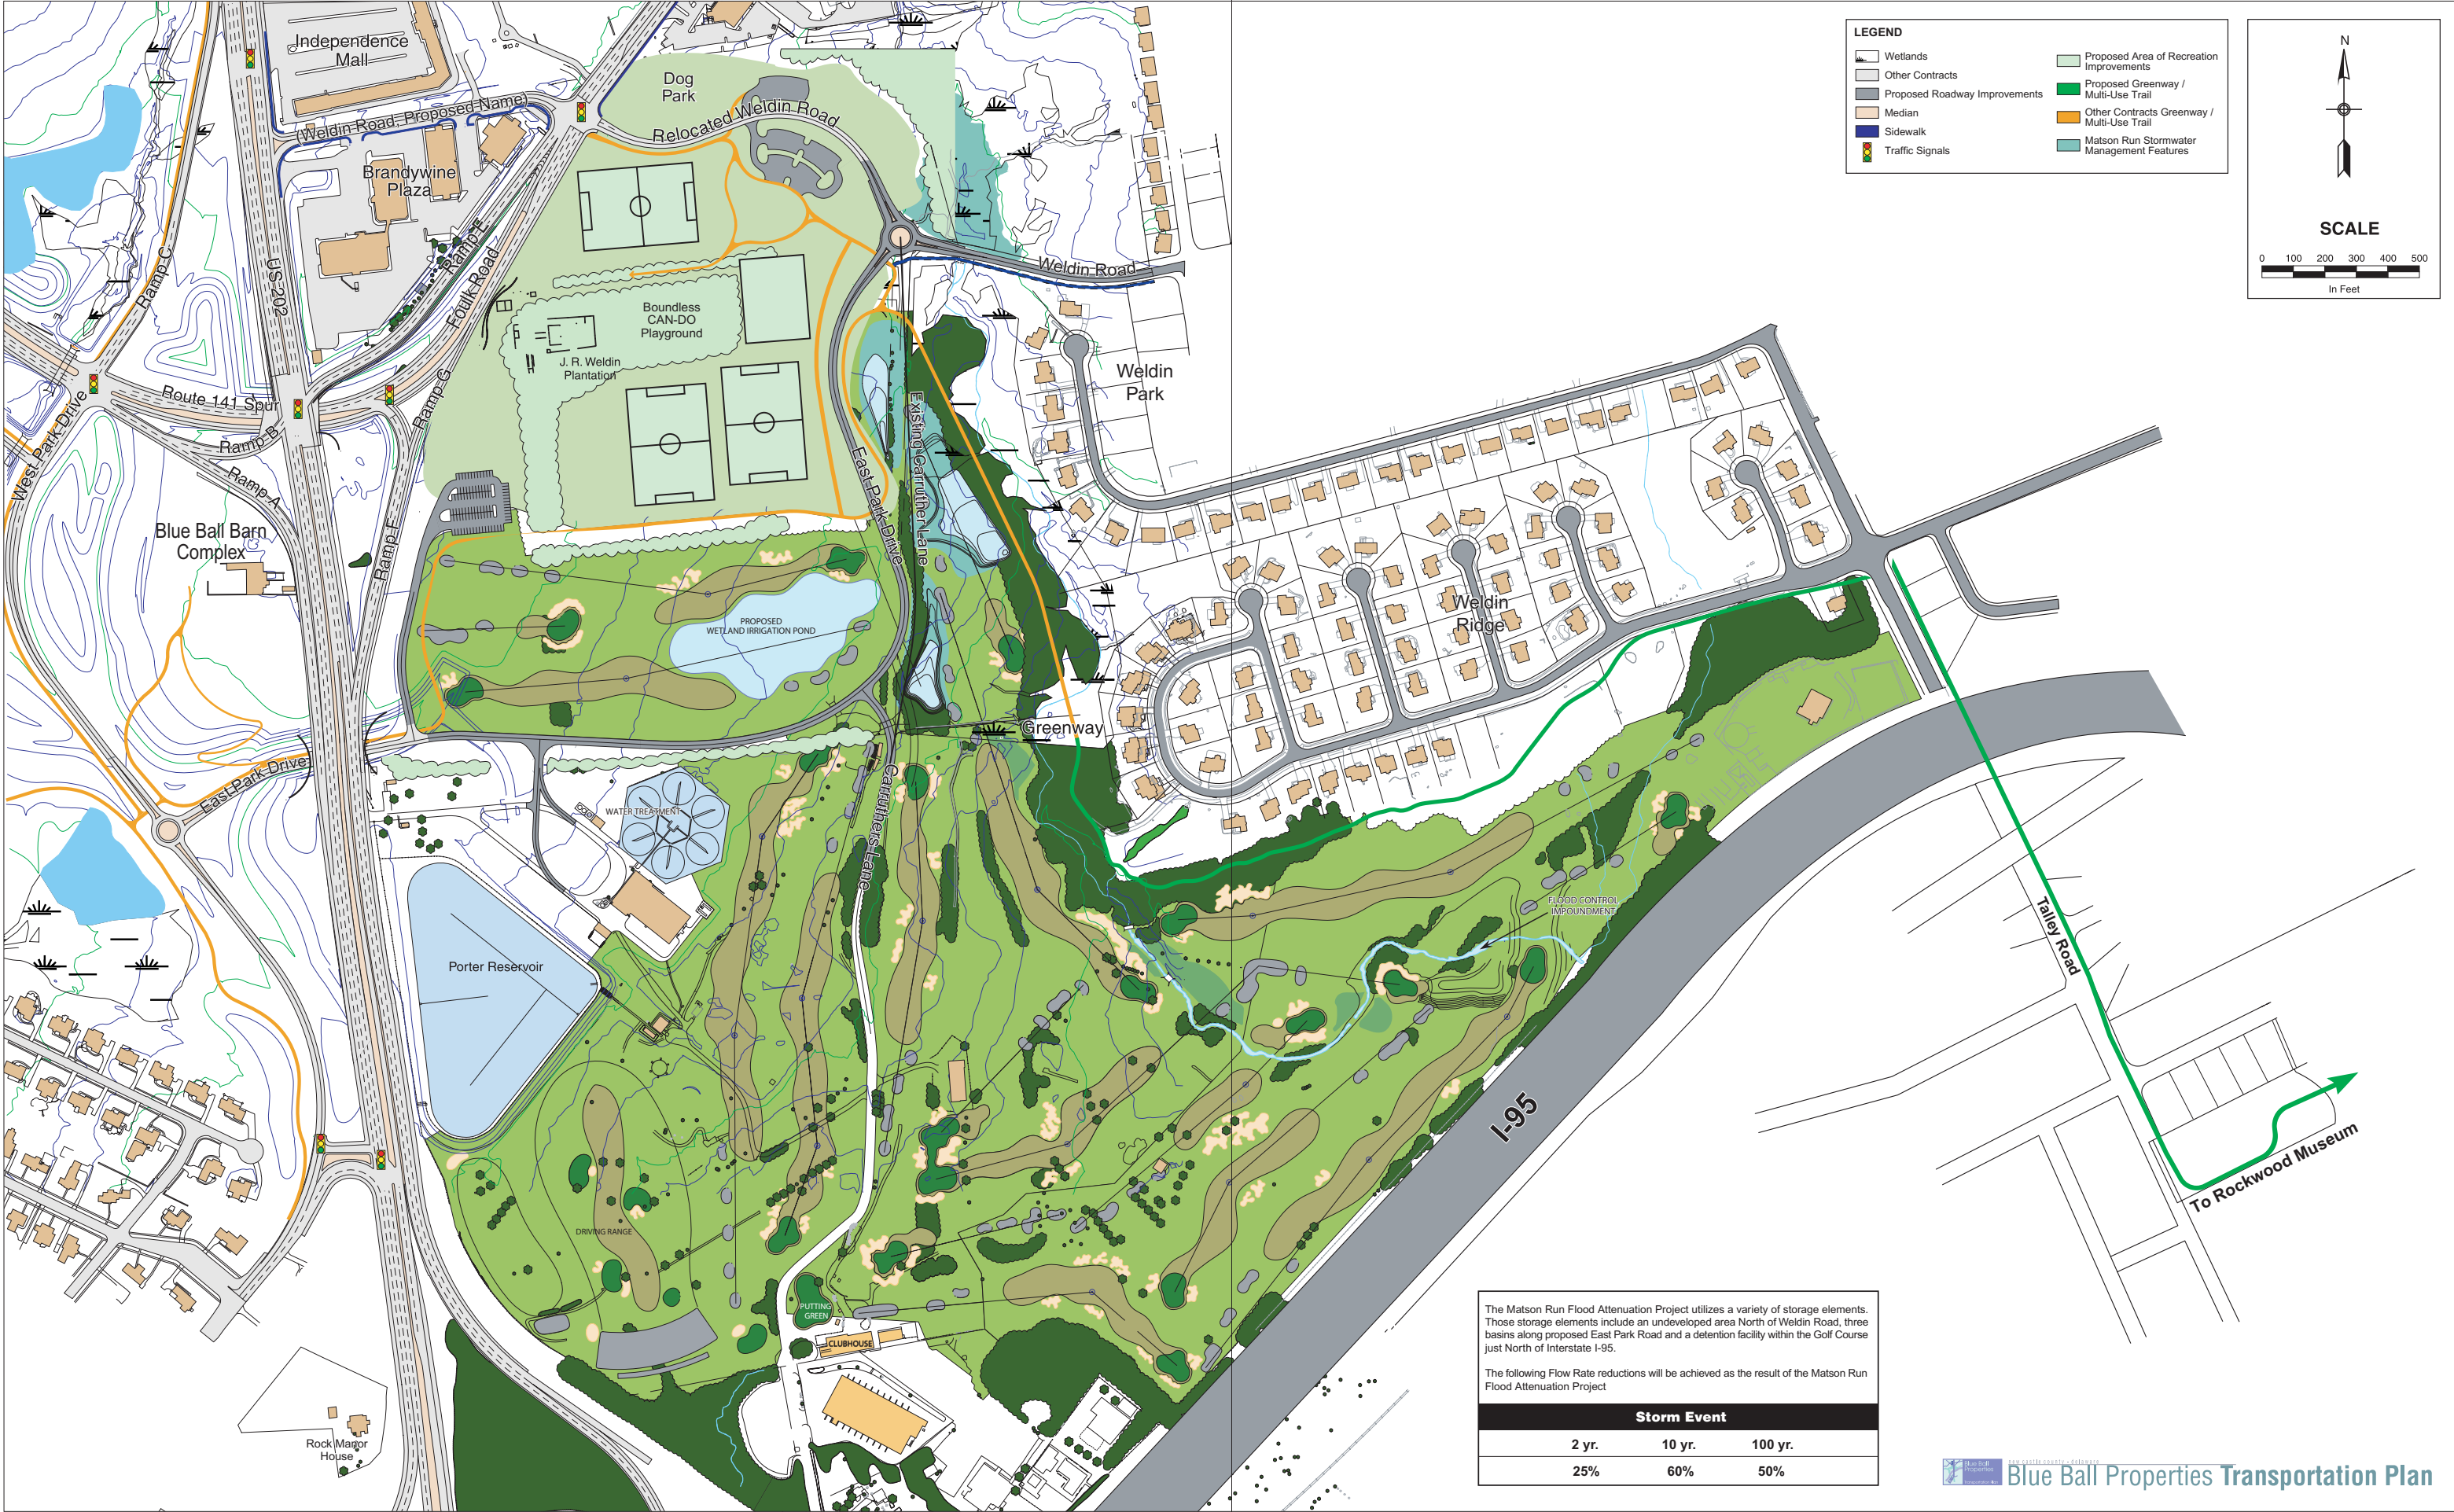 Independence
Mall
(Weldin Road, Proposed Name)
Brandywine
Plaza
Dog
Park
Relocated Weldin Road
Ramp C
US 202
Ramp E
Foulk Road
Weldin Road
Boundless
CAN-DO
Playground
J. R. Weldin
Plantation
Weldin
Park
Route 141 Spur
Ramp G
Ramp B
West Park Drive
Ramp A
Ramp F
Existing Carruther Lane
East Park Drive
Blue Ball Barn
Complex
PROPOSED
WETLAND IRRIGATION POND
Weldin
Ridge
Greenway
East Park Drive
WATER TREATMENT
Carruthers Lane
FLOOD CONTROL
IMPOUNDMENT
Porter Reservoir
Talley Road
I-95
To Rockwood Museum
DRIVING RANGE
PUTTING
GREEN
CLUBHOUSE
Rock Manor
House
LEGEND
Wetlands
Other Contracts
Proposed Roadway Improvements
Median
Sidewalk
Traffic Signals
Proposed Area of Recreation
Improvements
Proposed Greenway /
Multi-Use Trail
Other Contracts Greenway /
Multi-Use Trail
Matson Run Stormwater
Management Features
N
SCALE
0 100 200 300 400 500
In Feet
The Matson Run Flood Attenuation Project utilizes a variety of storage elements.
Those storage elements include an undeveloped area North of Weldin Road, three
basins along proposed East Park Road and a detention facility within the Golf Course
just North of Interstate I-95.
The following Flow Rate reductions will be achieved as the result of the Matson Run
Flood Attenuation Project
Storm Event
2 yr. 10 yr. 100 yr.
25% 60% 50%
Blue Ball Properties Transportation Plan